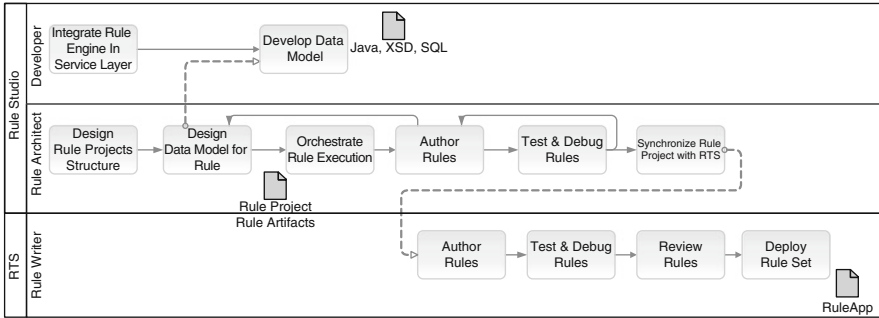 Rule Studio
Developer
Integrate Rule
Engine In
Service Layer
Develop Data
Model
Java, XSD, SQL
Rule Architect
Design
Rule Projects
Structure
Design
Data Model for
Rule
Orchestrate
Rule Execution
Author
Rules
Test & Debug
Rules
Synchronize Rule
Project with RTS
Rule Project
Rule Artifacts
RTS
Rule Writer
Author
Rules
Test & Debug
Rules
Review
Rules
Deploy
Rule Set
RuleApp